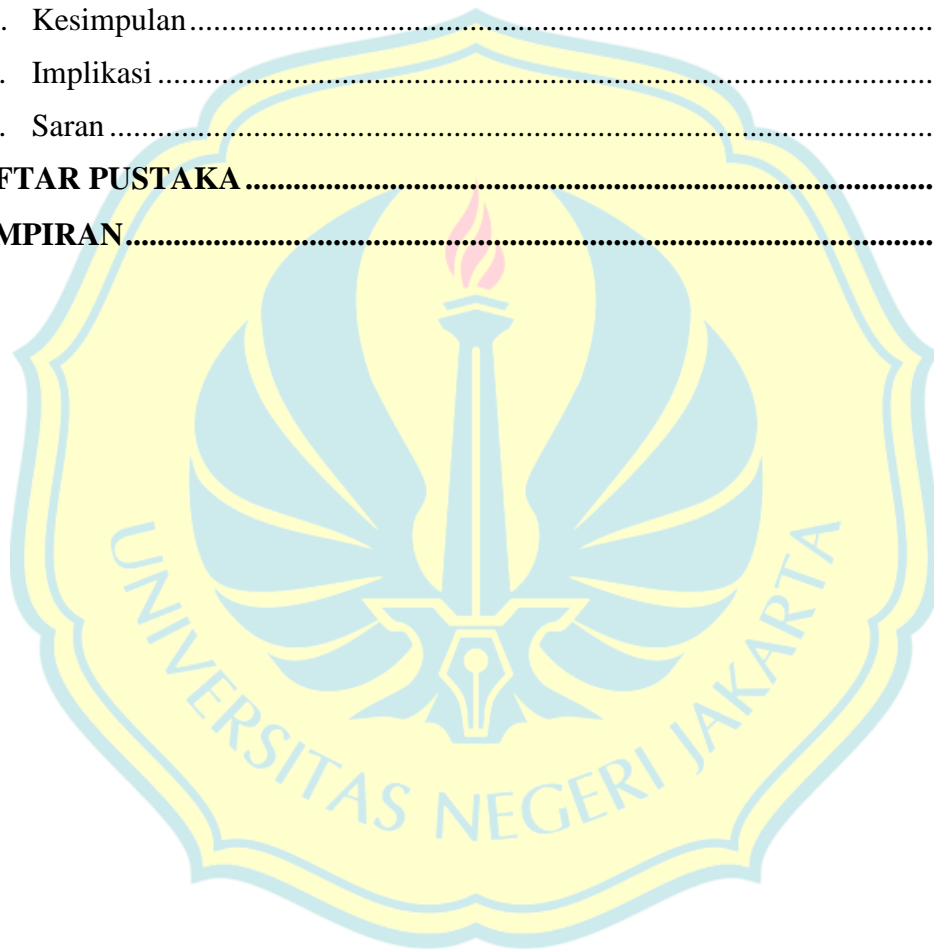 . Kesimpulan........................................................................................................
. Implikasi............................................................................................................
. Saran..................................................................................................................
FTAR PUSTAKA................................................................................................
MPIRAN...............................................................................................................
UNIVERSITAS NEGERI JAKARTA